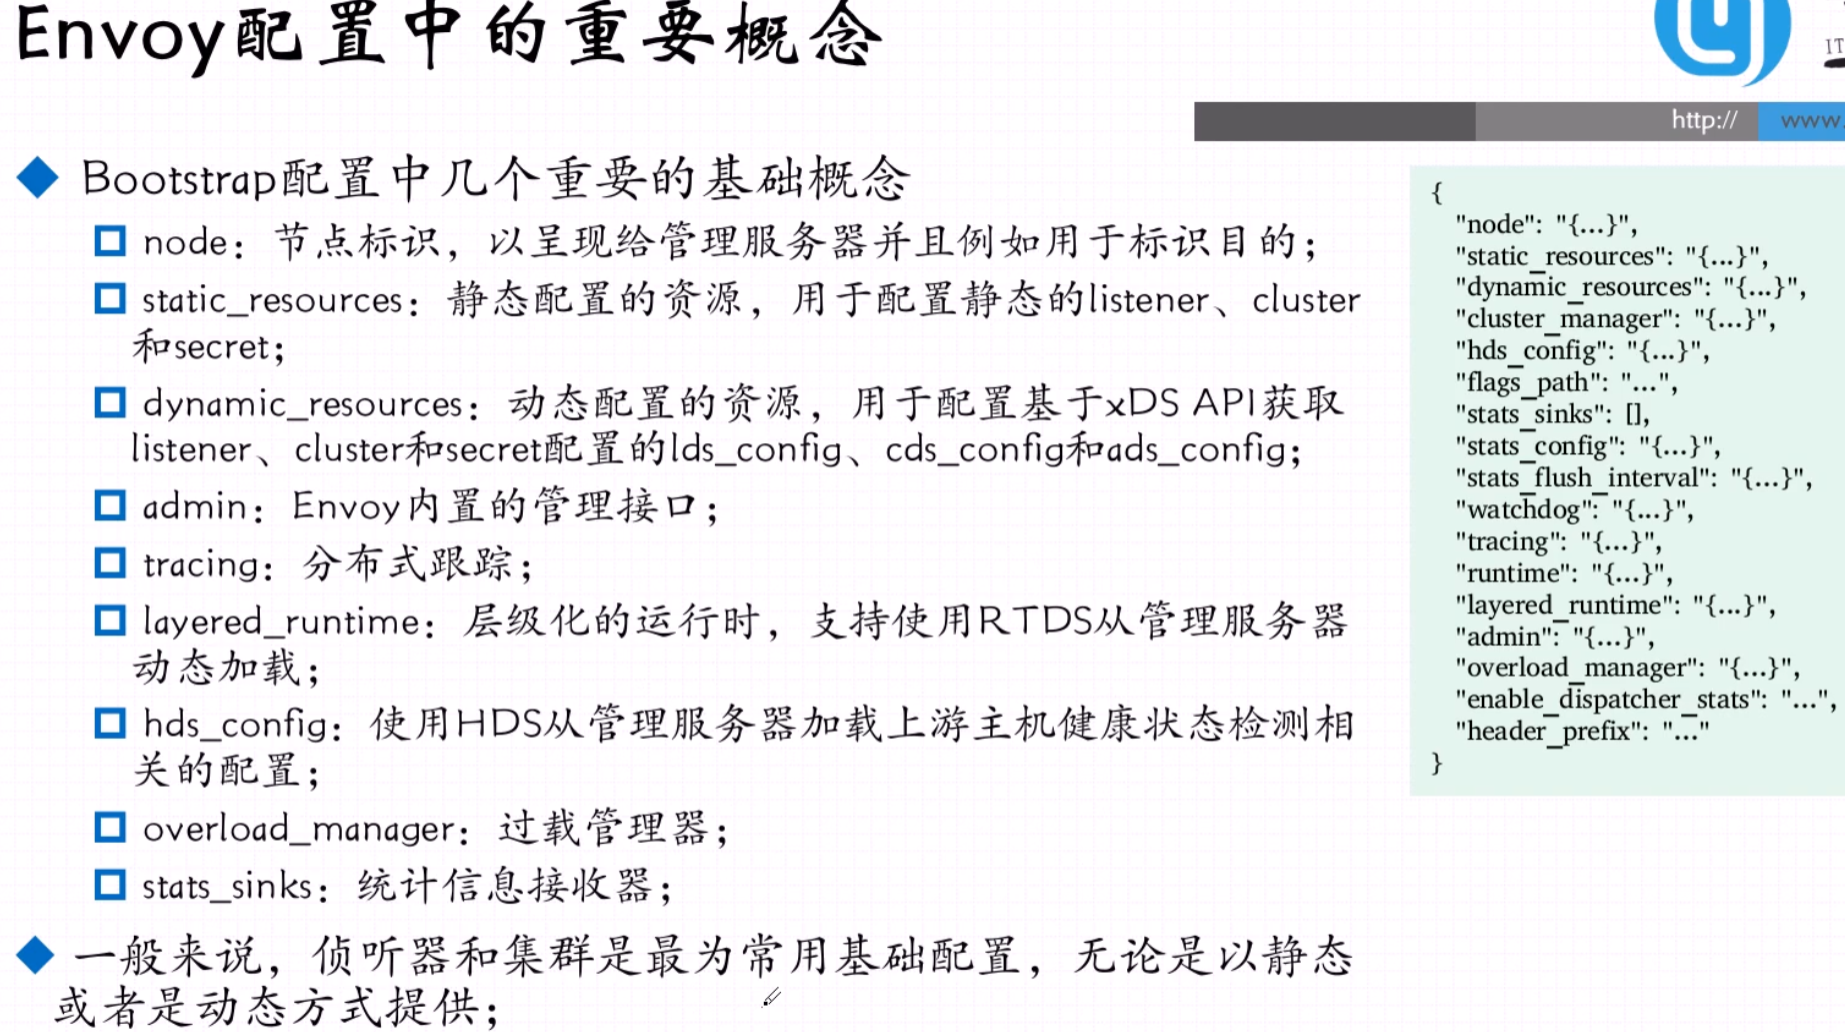 Envoy配置中的重要概念
IT
http:// www.
Bootstrap配置中几个重要的基础概念
node：节点标识，以呈现给管理服务器并且例如用于标识目的；
static_resources：静态配置的资源，用于配置静态的listener、cluster
和secret；
dynamic_resources：动态配置的资源，用于配置基于xDS API获取
listener、cluster和secret配置的lds_config、cds_config和ads_config；
admin：Envoy内置的管理接口；
tracing：分布式跟踪；
layered_runtime：层级化的运行时，支持使用RTDS从管理服务器
动态加载；
hds_config：使用HDS从管理服务器加载上游主机健康状态检测相
关的配置；
overload_manager：过载管理器；
stats_sinks：统计信息接收器；
一般来说，侦听器和集群是最为常用基础配置，无论是以静态
或者是动态方式提供；
{
"node": "{...}",
"static_resources": "{...}",
"dynamic_resources": "{...}",
"cluster_manager": "{...}",
"hds_config": "{...}",
"flags_path": "...",
"stats_sinks": [],
"stats_config": "{...}",
"stats_flush_interval": "{...}",
"watchdog": "{...}",
"tracing": "{...}",
"runtime": "{...}",
"layered_runtime": "{...}",
"admin": "{...}",
"overload_manager": "{...}",
"enable_dispatcher_stats": "...",
"header_prefix": "..."
}